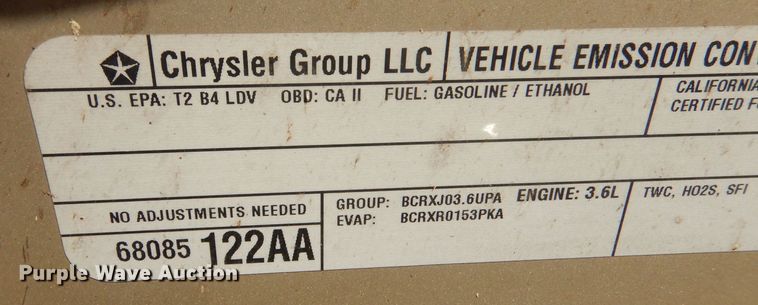 Chrysler Group LLC VEHICLE EMISSION CON
U.S. EPA: T2 B4 LDV OBD: CA II FUEL: GASOLINE / ETHANOL
CALIFORNIA
CERTIFIED F
NO ADJUSTMENTS NEEDED
68085 122AA
GROUP: BCRXJ03.6UPA ENGINE: 3.6L
EVAP: BCRXR0153PKA
TWC, HO2S, SFI
Purple Wave Auction